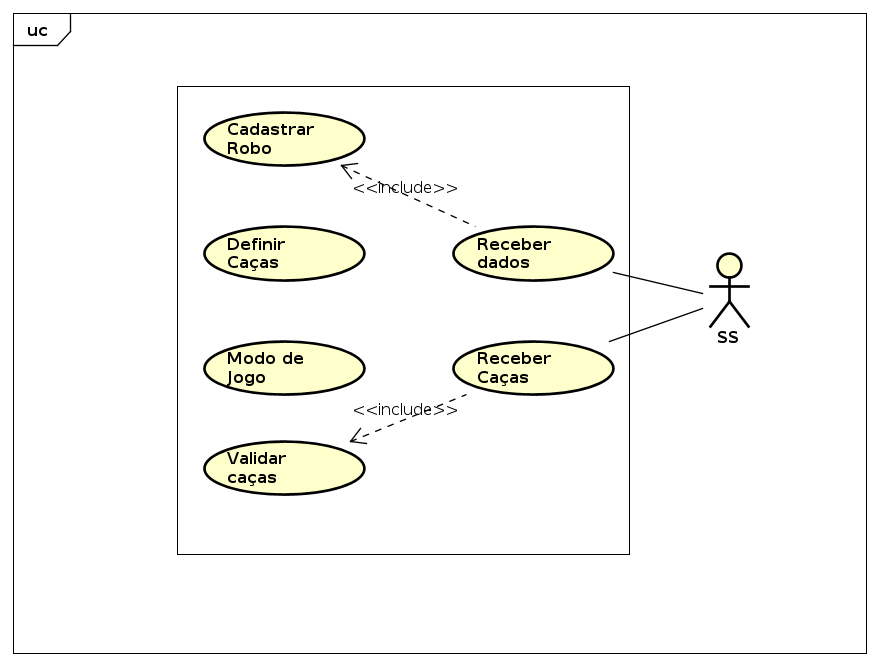 uc
Cadastrar
Robo
<<include>>
Definir
Caças
Receber
dados
SS
Modo de
Jogo
Receber
Caças
<<include>>
Validar
caças